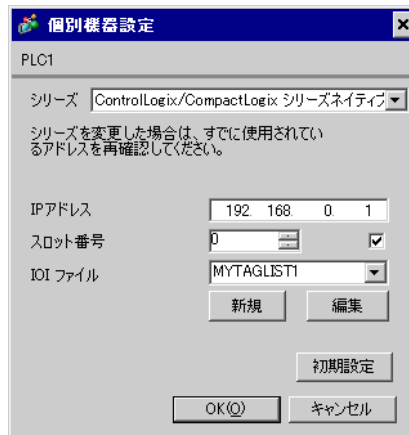 個別機器設定
PLC1
シリーズ ControlLogix/CompactLogix シリーズネイティブ
シリーズを変更した場合は、すでに使用されてい
るアドレスを再確認してください。
IPアドレス 192. 168. 0. 1
スロット番号 0
IOI ファイル MYTAGLIST1
新規 編集
初期設定
OK(O) キャンセル